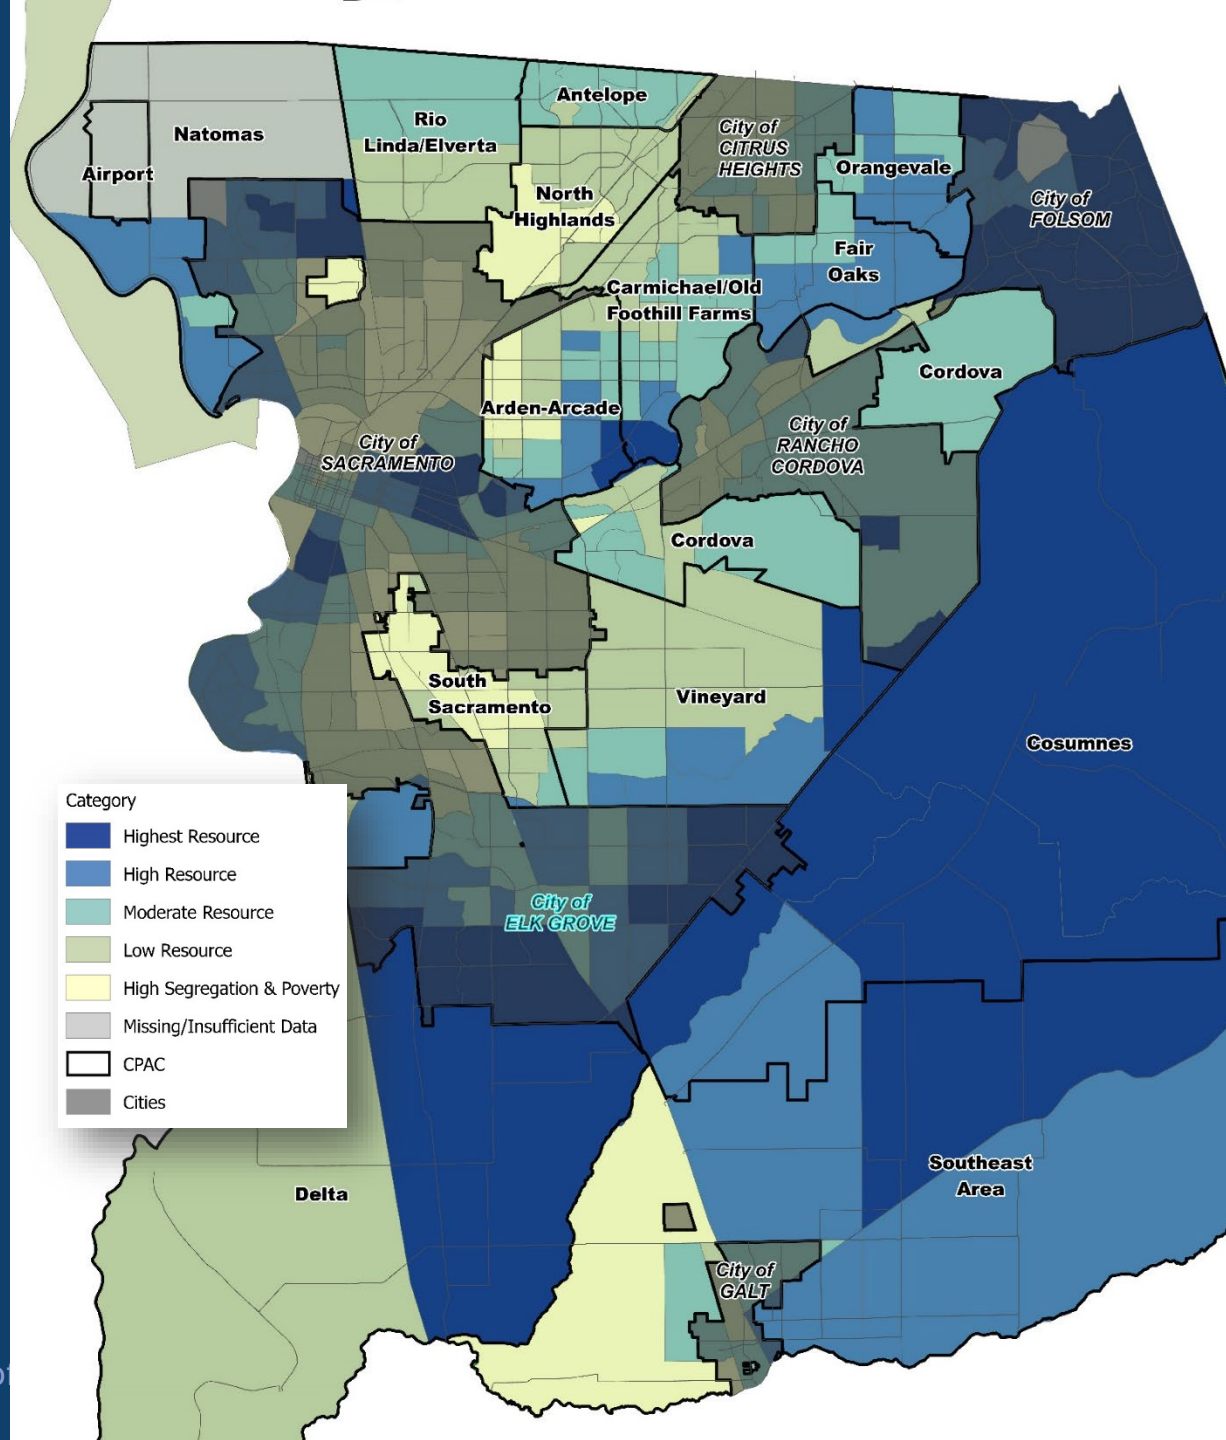 Antelope
Rio
Linda/Elverta
Natomas
City of
CITRUS
HEIGHTS
Airport
Orangevale
North
Highlands
City of
FOLSOM
Fair
Oaks
Carmichael/Old
Foothill Farms
Cordova
Arden-Arcade
City of
RANCHO
CORDOVA
City of
SACRAMENTO
Cordova
South
Sacramento
Vineyard
Cosumnes
Category
Highest Resource
High Resource
Moderate Resource
Low Resource
High Segregation & Poverty
Missing/Insufficient Data
CPAC
Cities
City of
ELK GROVE
Southeast
Area
Delta
City of
GALT